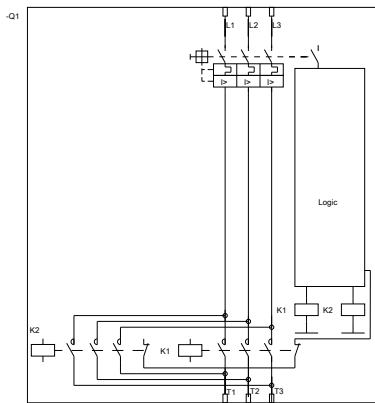 -Q1
L1 L2 L3
I> I> I>
Logic
K1 K2
K2
K1
T1 T2 T3